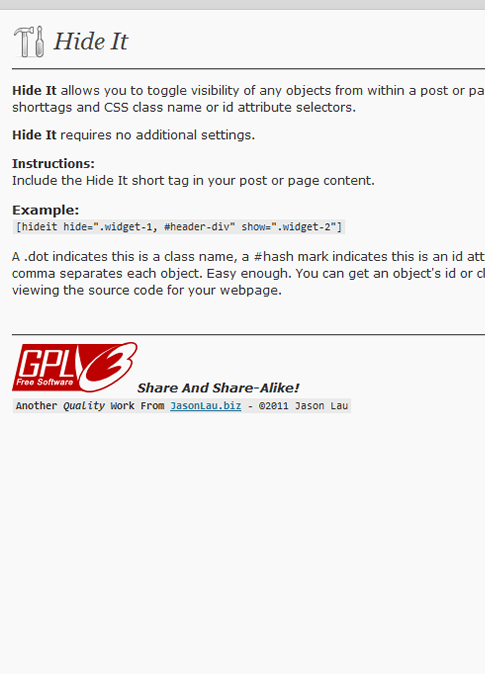 Hide It
Hide It allows you to toggle visibility of any objects from within a post or pa
shorttags and CSS class name or id attribute selectors.
Hide It requires no additional settings.
Instructions:
Include the Hide It short tag in your post or page content.
Example:
[hideit hide=".widget-1, #header-div" show=".widget-2"]
A .dot indicates this is a class name, a #hash mark indicates this is an id att
comma separates each object. Easy enough. You can get an object's id or cl
viewing the source code for your webpage.
GPL v3
Free Software
Share And Share-Alike!
Another Quality Work From JasonLau.biz - ©2011 Jason Lau